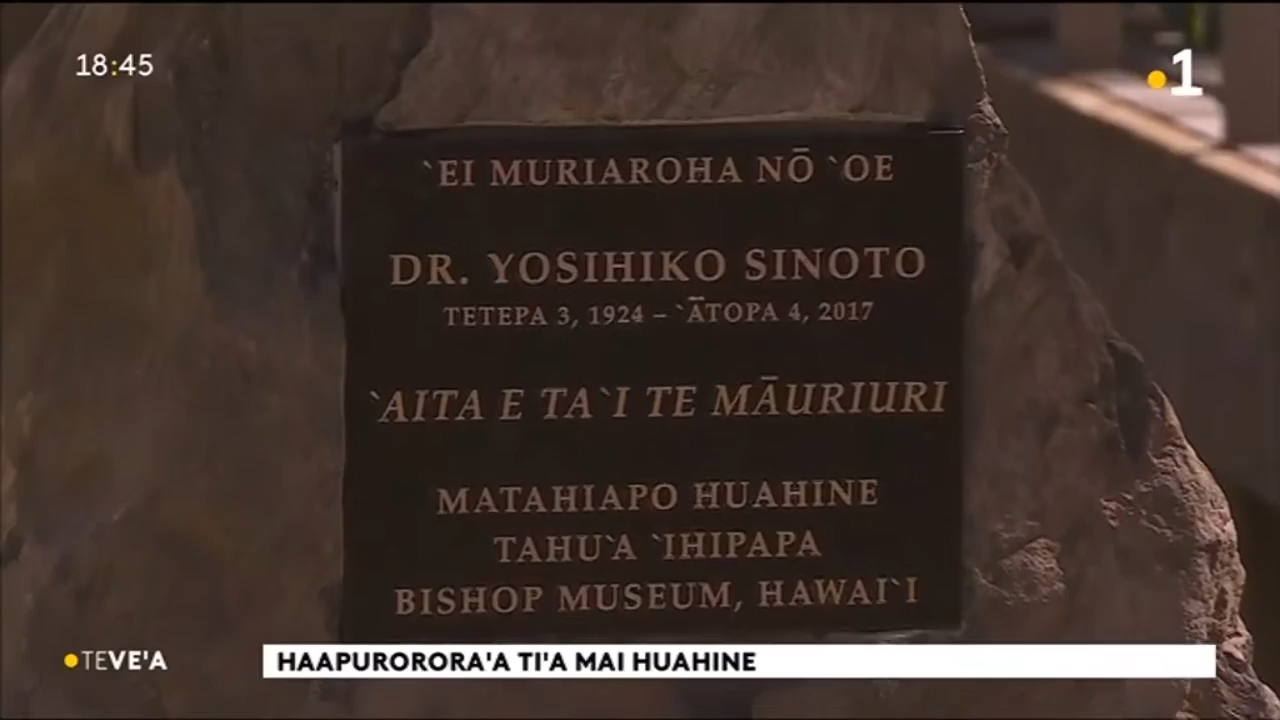 18:45
1
`EI MURIAROHA NŌ `OE
DR. YOSIHIKO SINOTO
TETEPA 3, 1924 – `ĀTOPA 4, 2017
`AITA E TA`I TE MĀURIURI
MATAHIAPO HUAHINE
TAHU`A `IHIPAPA
BISHOP MUSEUM, HAWAI`I
TEVE'A
HAAPURORORA'A TI'A MAI HUAHINE